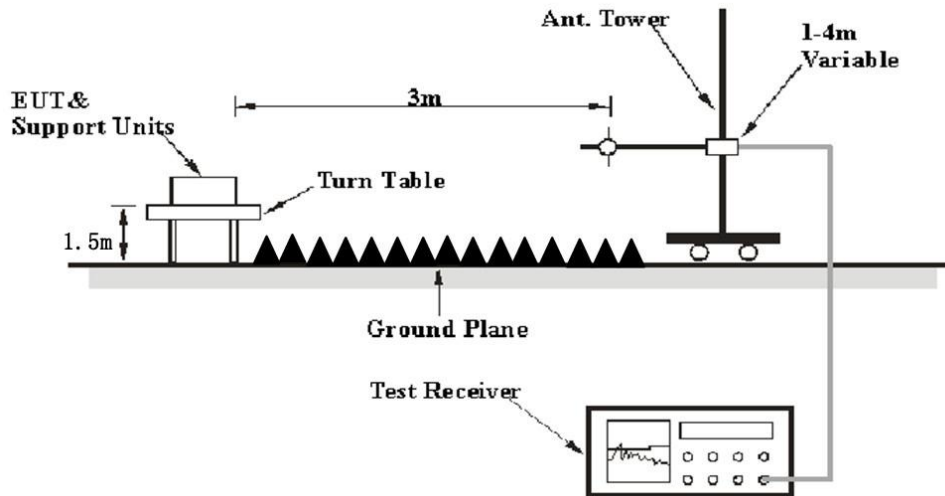 Ant. Tower
1-4m
Variable
EUT&
Support Units
3m
Turn Table
1.5m
Ground Plane
Test Receiver